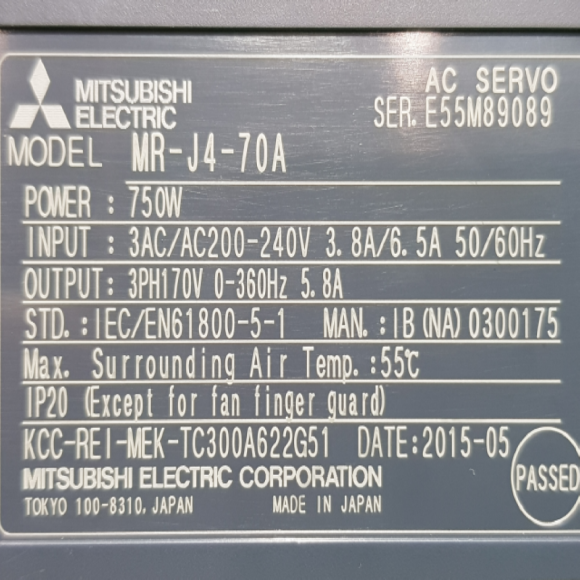 MITSUBISHI
ELECTRIC
AC SERVO
SER. E55M89089
MODEL MR-J4-70A
POWER : 750W
INPUT : 3AC/AC200-240V 3.8A/6.5A 50/60Hz
OUTPUT: 3PH170V 0-360Hz 5.8A
STD. : IEC/EN61800-5-1 MAN. : IB(NA)0300175
Max. Surrounding Air Temp. :55℃
IP20 (Except for fan finger guard)
KCC-REI-MEK-TC300A622G51 DATE:2015-05
MITSUBISHI ELECTRIC CORPORATION
TOKYO 100-8310, JAPAN MADE IN JAPAN
PASSED